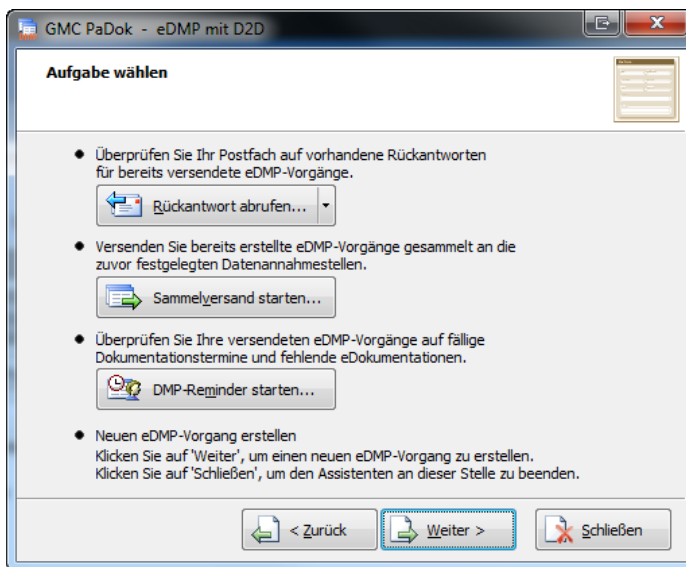 GMC PaDok - eDMP mit D2D
Aufgabe wählen
Überprüfen Sie Ihr Postfach auf vorhandene Rückantworten
für bereits versendete eDMP-Vorgänge.
Rückantwort abrufen...
Versenden Sie bereits erstellte eDMP-Vorgänge gesammelt an die
zuvor festgelegten Datenannahmestellen.
Sammelversand starten...
Überprüfen Sie Ihre versendeten eDMP-Vorgänge auf fällige
Dokumentationstermine und fehlende eDokumentationen.
DMP-Reminder starten...
Neuen eDMP-Vorgang erstellen
Klicken Sie auf 'Weiter', um einen neuen eDMP-Vorgang zu erstellen.
Klicken Sie auf 'Schließen', um den Assistenten an dieser Stelle zu beenden.
< Zurück
Weiter >
Schließen